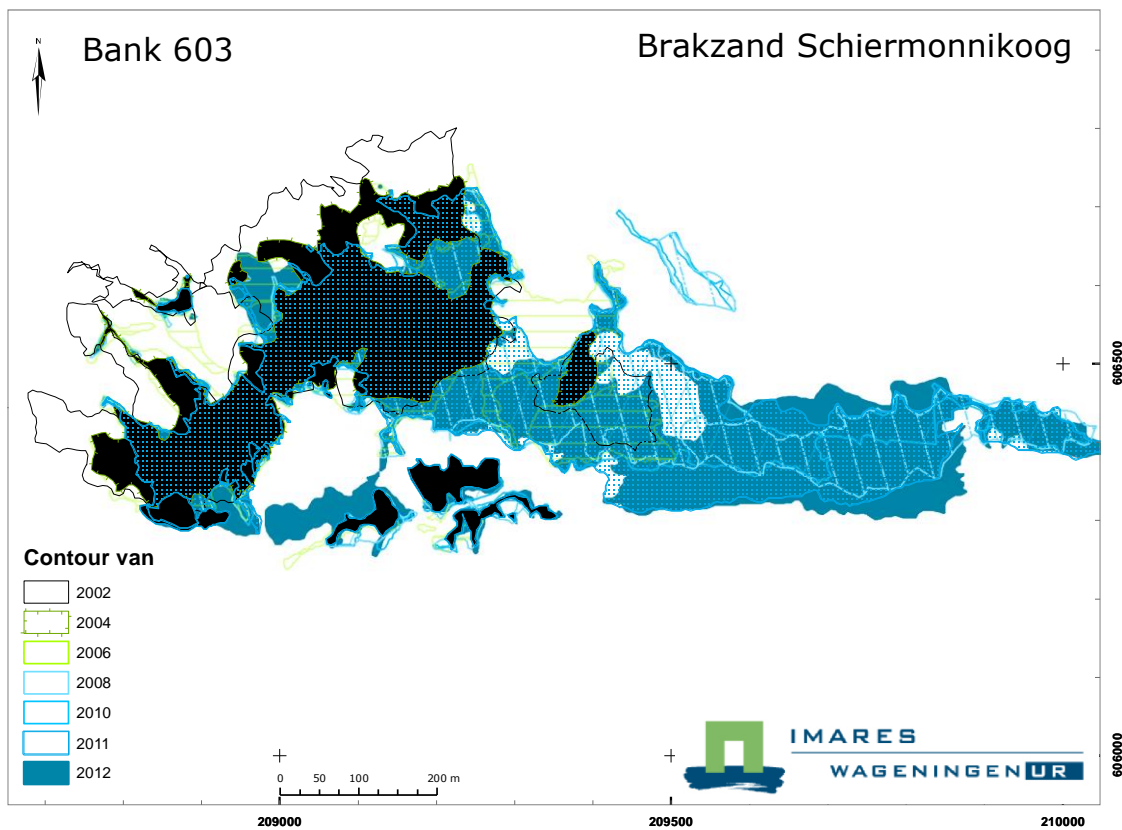 Bank 603
Brakzand Schiermonnikoog
N
606500
Contour van
2002
2004
2006
2008
2010
2011
2012
0 50 100 200 m
IMARES
WAGENINGEN UR
606000
209000 209500 210000